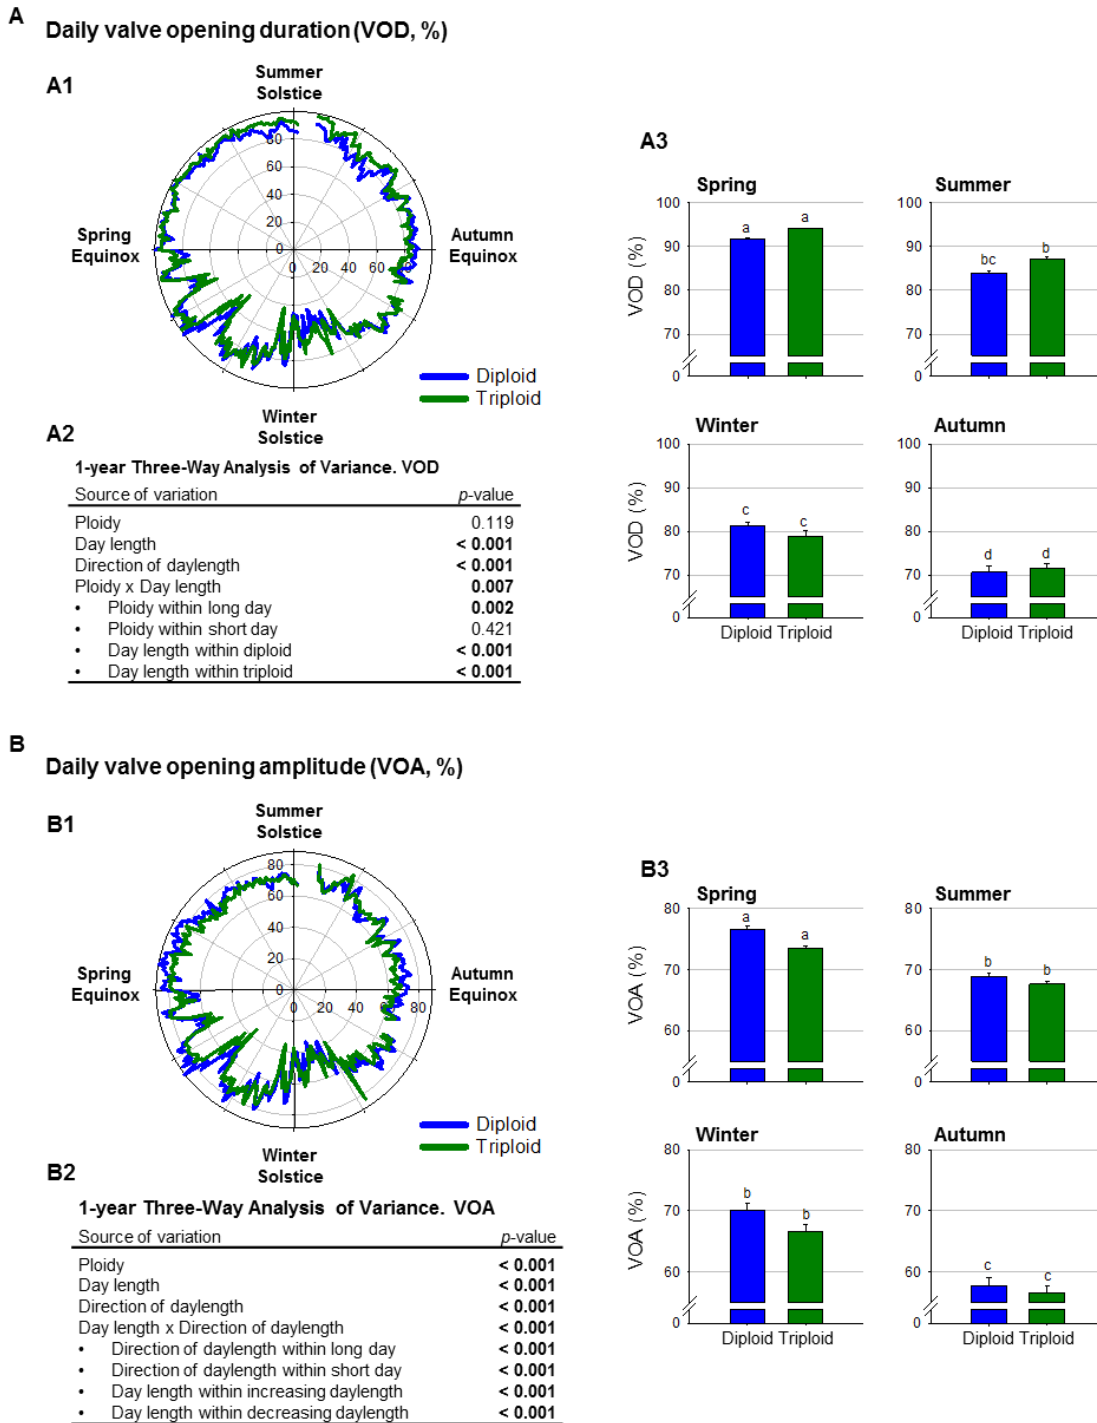 A
Daily valve opening duration (VOD, %)
A1
Summer
Solstice
80
60
40
20
0
0 20 40 60 80
Spring
Equinox
Autumn
Equinox
Winter
Solstice
Diploid
Triploid
A2
1-year Three-Way Analysis of Variance. VOD
Source of variation p-value
Ploidy 0.119
Day length < 0.001
Direction of daylength < 0.001
Ploidy x Day length 0.007
• Ploidy within long day 0.002
• Ploidy within short day 0.421
• Day length within diploid < 0.001
• Day length within triploid < 0.001
A3
Spring
VOD (%)
100
90
80
70
0
a a
Summer
100
90
80
70
0
bc b
Winter
VOD (%)
100
90
80
70
0
c c
Diploid Triploid
Autumn
100
90
80
70
0
d d
Diploid Triploid
B
Daily valve opening amplitude (VOA, %)
B1
Summer
Solstice
80
60
40
20
0
0 20 40 60 80
Spring
Equinox
Autumn
Equinox
Winter
Solstice
Diploid
Triploid
B2
1-year Three-Way Analysis of Variance. VOA
Source of variation p-value
Ploidy < 0.001
Day length < 0.001
Direction of daylength < 0.001
Day length x Direction of daylength < 0.001
• Direction of daylength within long day < 0.001
• Direction of daylength within short day < 0.001
• Day length within increasing daylength < 0.001
• Day length within decreasing daylength < 0.001
B3
Spring
VOA (%)
80
70
60
0
a a
Summer
80
70
60
0
b b
Winter
VOA (%)
80
70
60
0
b b
Diploid Triploid
Autumn
80
70
60
0
c c
Diploid Triploid